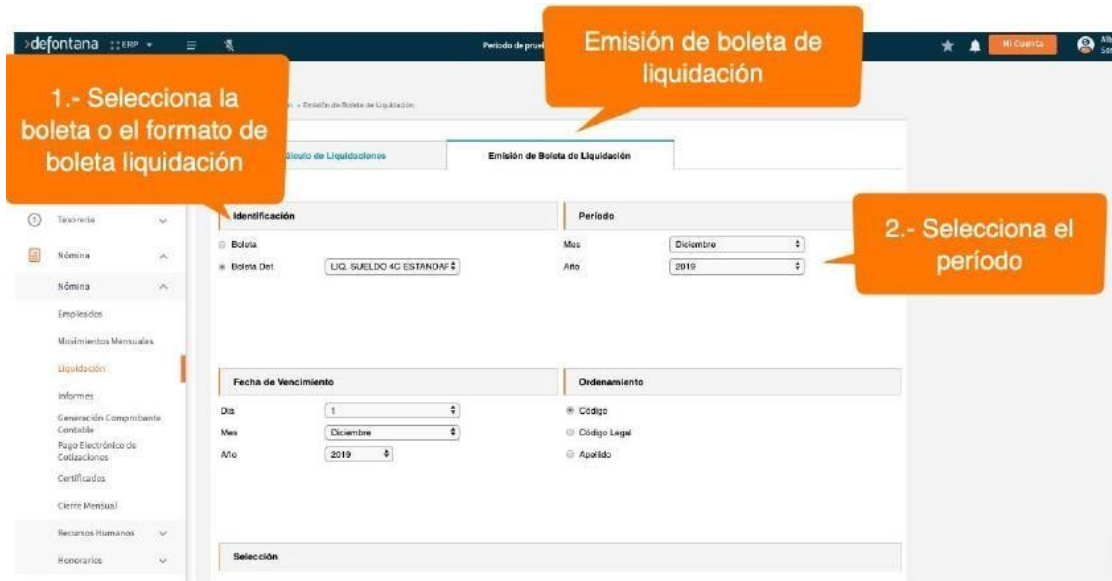 >defontana ::ERP
Periodo de prue
Mi Cuenta
Emisión de boleta de
liquidación
1.- Selecciona la
boleta o el formato de
boleta liquidación
» Emisión de Boleta de Liquidación
de Liquidaciones
Emisión de Boleta de Liquidación
2.- Selecciona el
período
Tesorería
Nómina
Nómina
Empleados
Movimientos Mensuales
Liquidación
Informes
Generación Comprobante
Contable
Pago Electrónico de
Cotizaciones
Certificados
Cierre Mensual
Recursos Humanos
Honorarios
Identificación
Boleta
Boleta Det. LIQ. SUELDO 4C ESTANDAF
Período
Mes Diciembre
Año 2019
Fecha de Vencimiento
Día 1
Mes Diciembre
Año 2019
Ordenamiento
Código
Código Legal
Apellido
Selección